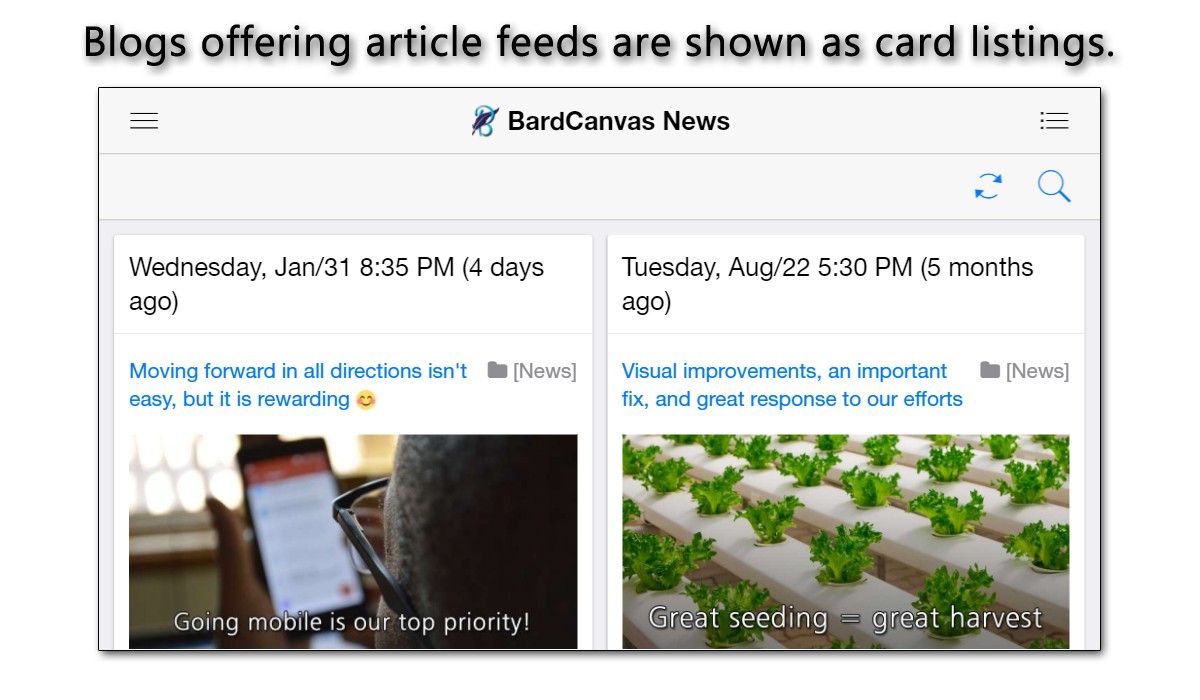 Blogs offering article feeds are shown as card listings.
BardCanvas News
Wednesday, Jan/31 8:35 PM (4 days
ago)
Moving forward in all directions isn't
easy, but it is rewarding 😊
[News]
Going mobile is our top priority!
Tuesday, Aug/22 5:30 PM (5 months
ago)
Visual improvements, an important
fix, and great response to our efforts
[News]
Great seeding = great harvest